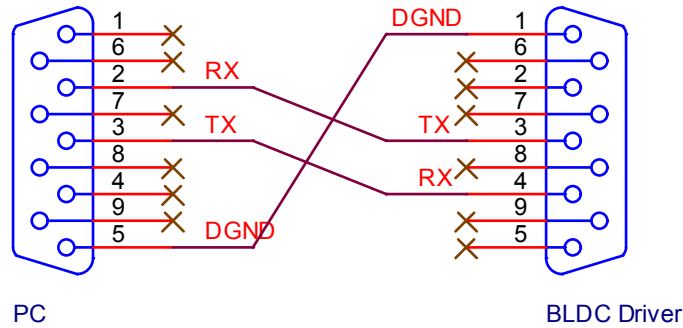 DGND
1 1
6 6
2 RX 2
7 7
3 TX TX 3
8 8
4 RX 4
9 9
5 DGND 5
PC BLDC Driver